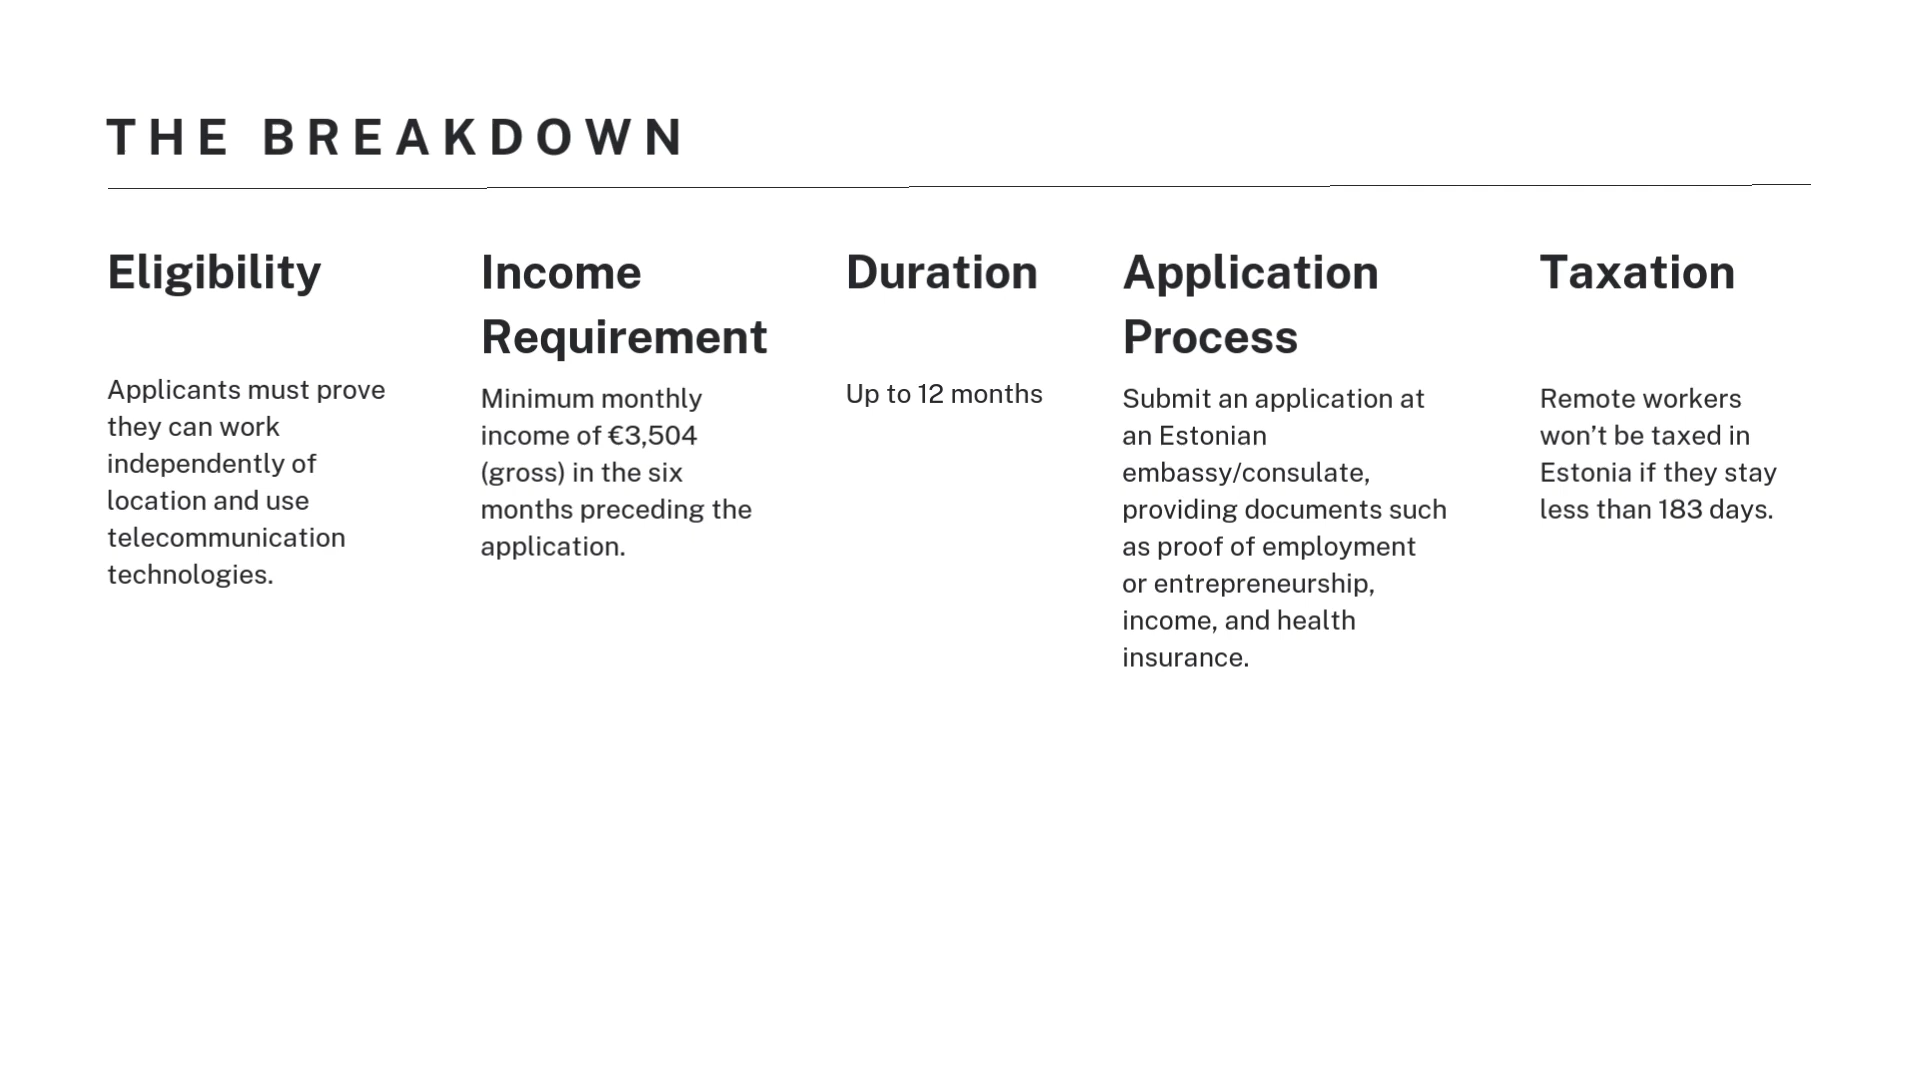 THE BREAKDOWN
Eligibility
Applicants must prove
they can work
independently of
location and use
telecommunication
technologies.
Income
Requirement
Minimum monthly
income of €3,504
(gross) in the six
months preceding the
application.
Duration
Up to 12 months
Application
Process
Submit an application at
an Estonian
embassy/consulate,
providing documents such
as proof of employment
or entrepreneurship,
income, and health
insurance.
Taxation
Remote workers
won’t be taxed in
Estonia if they stay
less than 183 days.